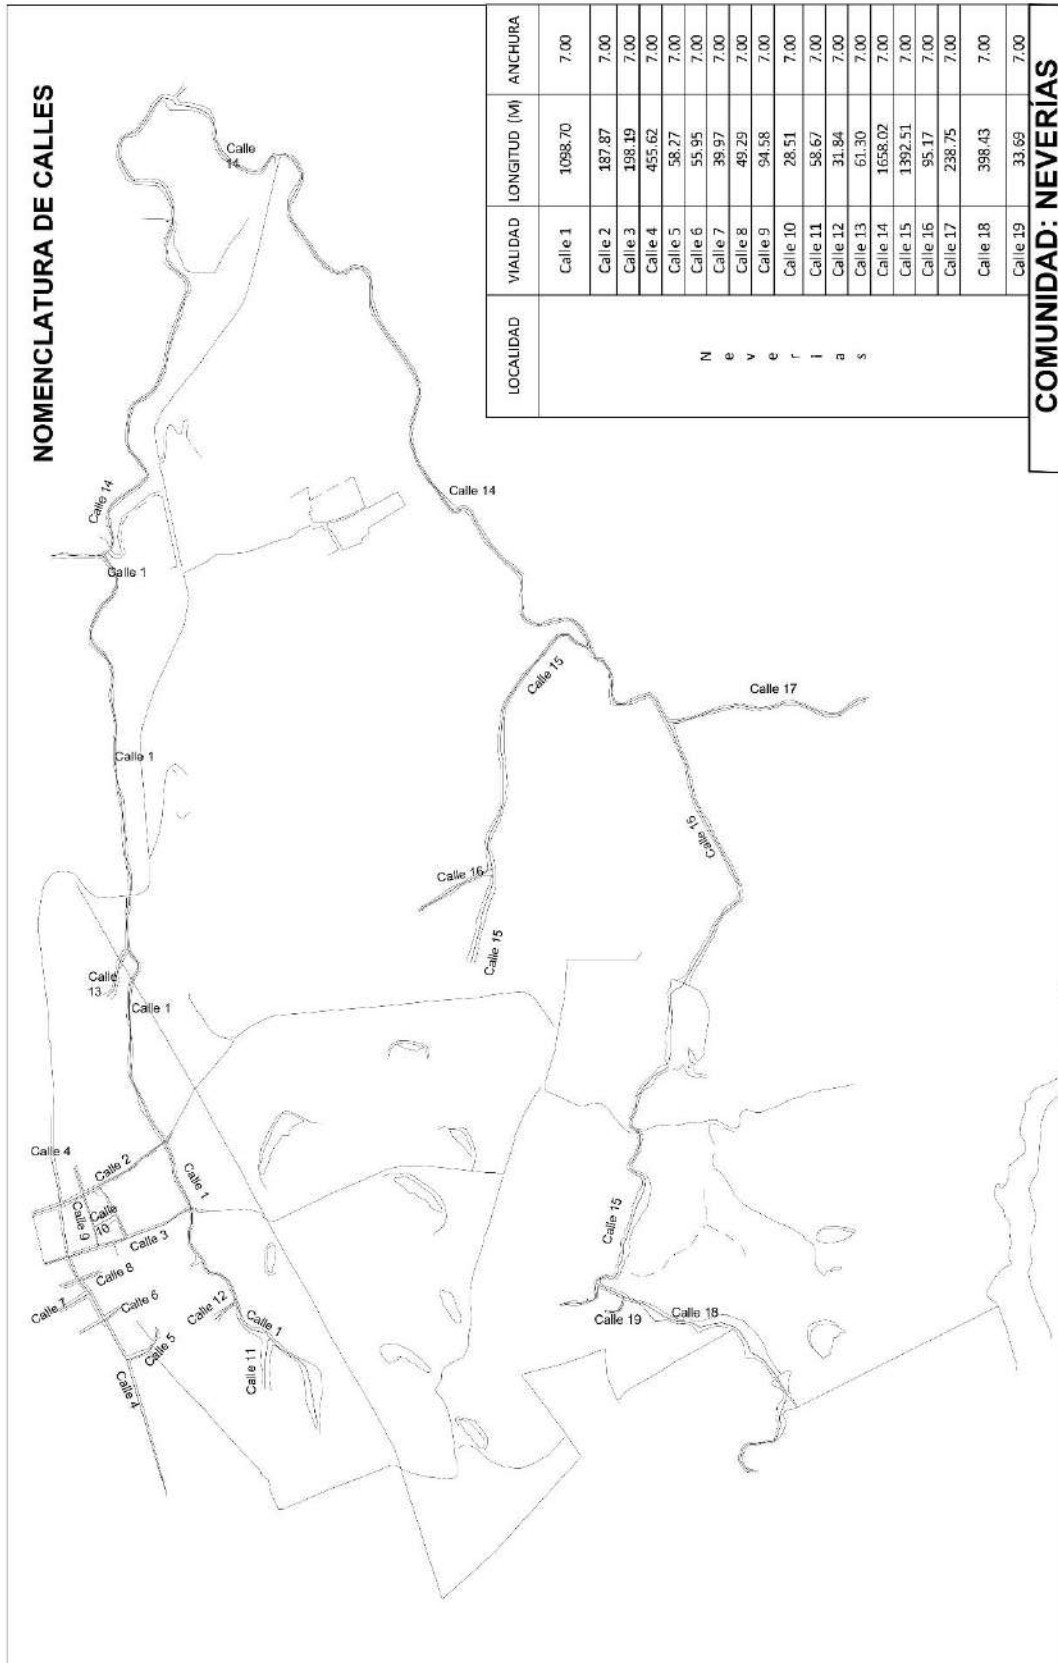 NOMENCLATURA DE CALLES
Calle 14
Calle 14
Calle 1
Calle 14
Calle 1
Calle 15
Calle 17
Calle 16
Calle 15
Calle 15
Calle 13
Calle 1
Calle 4
Calle 2
Calle 9
Calle 10
Calle 3
Calle 1
Calle 8
Calle 7
Calle 6
Calle 5
Calle 4
Calle 12
Calle 1
Calle 11
Calle 15
Calle 19
Calle 18
LOCALIDAD VIALIDAD LONGITUD (M) ANCHURA
Neverias
Calle 1 1098.70 7.00
Calle 2 187.87 7.00
Calle 3 198.19 7.00
Calle 4 455.62 7.00
Calle 5 58.27 7.00
Calle 6 55.95 7.00
Calle 7 39.97 7.00
Calle 8 49.29 7.00
Calle 9 94.58 7.00
Calle 10 28.51 7.00
Calle 11 58.67 7.00
Calle 12 31.84 7.00
Calle 13 61.30 7.00
Calle 14 1658.02 7.00
Calle 15 1392.51 7.00
Calle 16 95.17 7.00
Calle 17 238.75 7.00
Calle 18 398.43 7.00
Calle 19 33.69 7.00
COMUNIDAD: NEVERÍAS